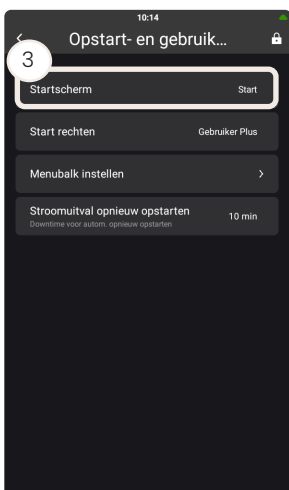 10:14
Opstart- en gebruik...
3
Startscherm Start
Start rechten Gebruiker Plus
Menubalk instellen
Stroomuitval opnieuw opstarten 10 min
Downtime voor autom. opnieuw opstarten